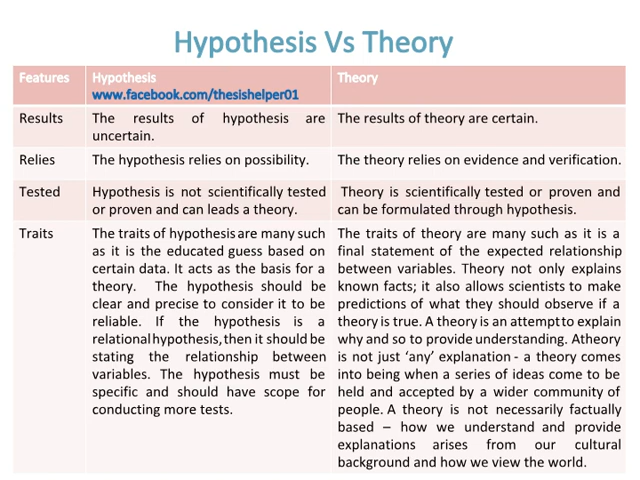 Hypothesis Vs Theory
Features
Hypothesis
www.facebook.com/thesishelper01
Theory
Results
The results of hypothesis are
uncertain.
The results of theory are certain.
Relies
The hypothesis relies on possibility.
The theory relies on evidence and verification.
Tested
Hypothesis is not scientifically tested
or proven and can leads a theory.
Theory is scientifically tested or proven and
can be formulated through hypothesis.
Traits
The traits of hypothesis are many such
as it is the educated guess based on
certain data. It acts as the basis for a
theory. The hypothesis should be
clear and precise to consider it to be
reliable. If the hypothesis is a
relational hypothesis, then it should be
stating the relationship between
variables. The hypothesis must be
specific and should have scope for
conducting more tests.
The traits of theory are many such as it is a
final statement of the expected relationship
between variables. Theory not only explains
known facts; it also allows scientists to make
predictions of what they should observe if a
theory is true. A theory is an attempt to explain
why and so to provide understanding. Atheory
is not just ‘any’ explanation - a theory comes
into being when a series of ideas come to be
held and accepted by a wider community of
people. A theory is not necessarily factually
based – how we understand and provide
explanations arises from our cultural
background and how we view the world.